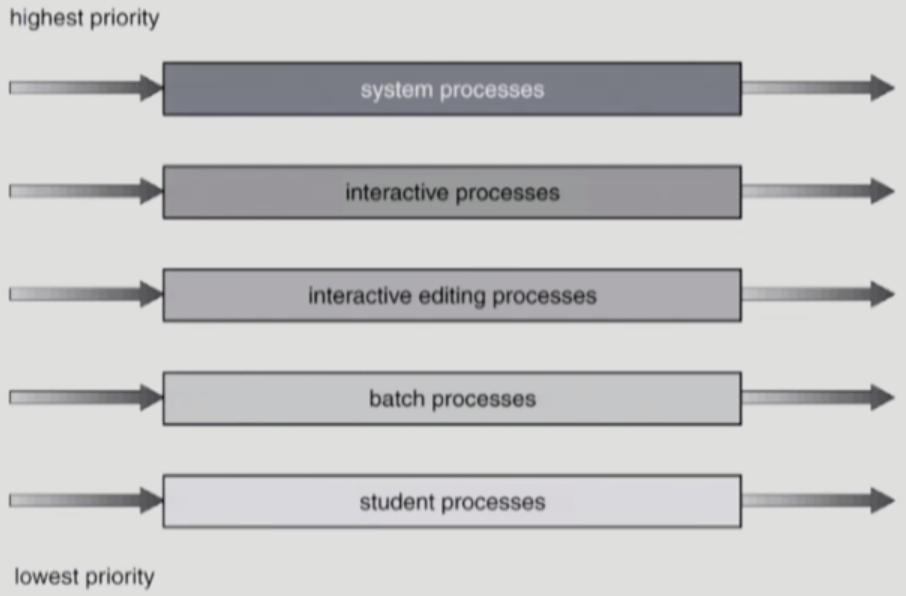 highest priority
system processes
interactive processes
interactive editing processes
batch processes
student processes
lowest priority